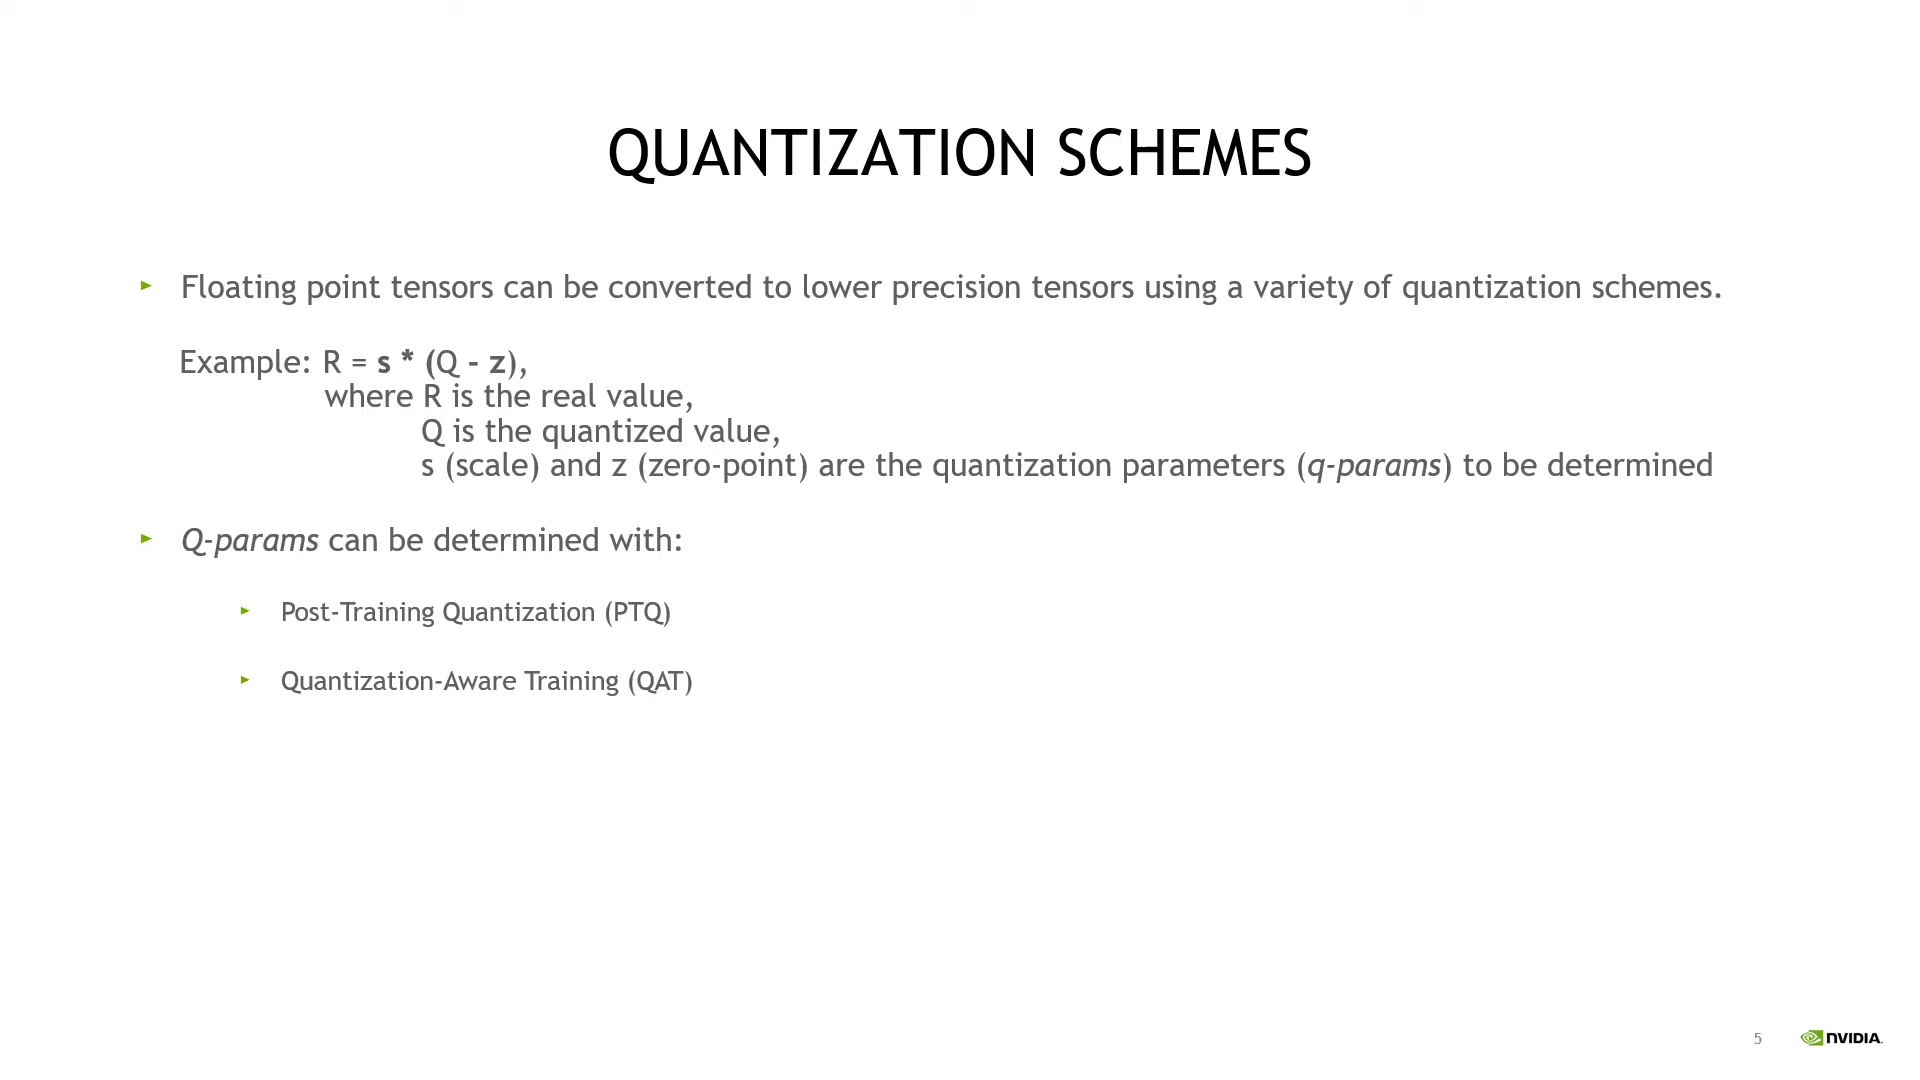 QUANTIZATION SCHEMES
► Floating point tensors can be converted to lower precision tensors using a variety of quantization schemes.
Example: R = s * (Q - z),
where R is the real value,
Q is the quantized value,
s (scale) and z (zero-point) are the quantization parameters (q-params) to be determined
► Q-params can be determined with:
► Post-Training Quantization (PTQ)
► Quantization-Aware Training (QAT)
5
NVIDIA.